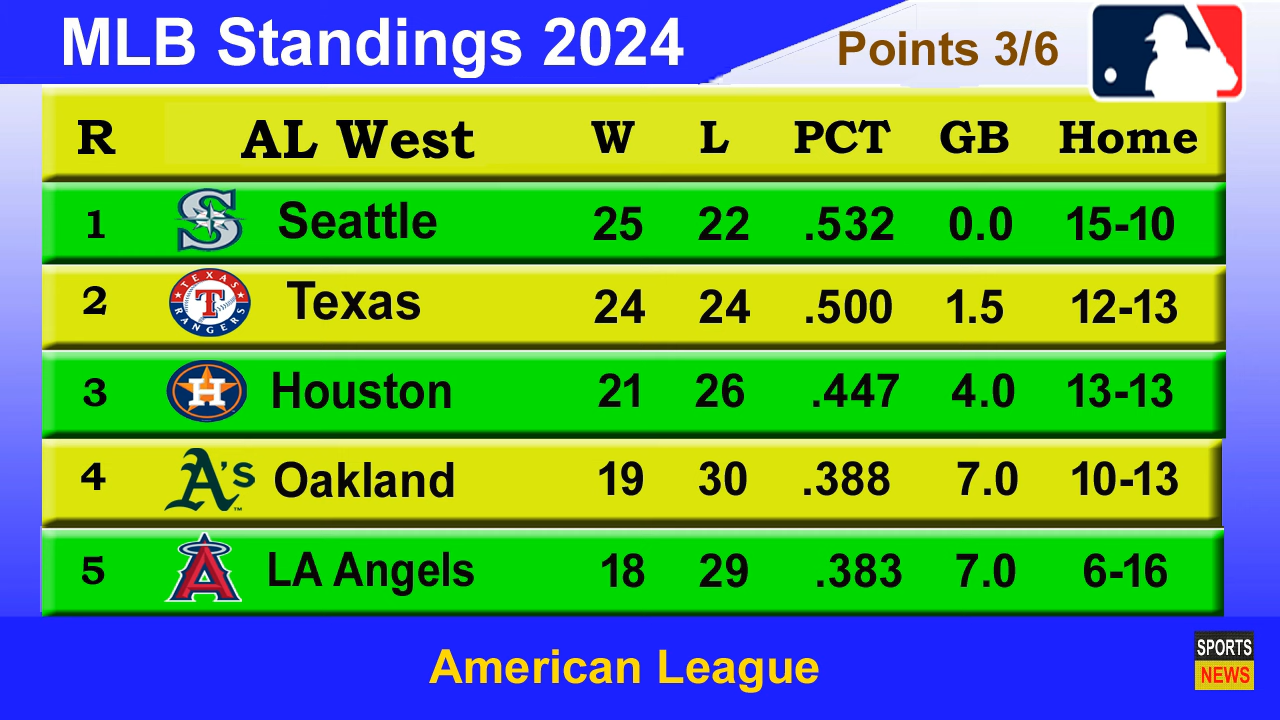 MLB Standings 2024 Points 3/6
R AL West W L PCT GB Home
1 S Seattle 25 22 .532 0.0 15-10
2 TEXAS T RANGERS Texas 24 24 .500 1.5 12-13
3 H Houston 21 26 .447 4.0 13-13
4 A's™ Oakland 19 30 .388 7.0 10-13
5 A LA Angels 18 29 .383 7.0 6-16
American League
SPORTS
NEWS